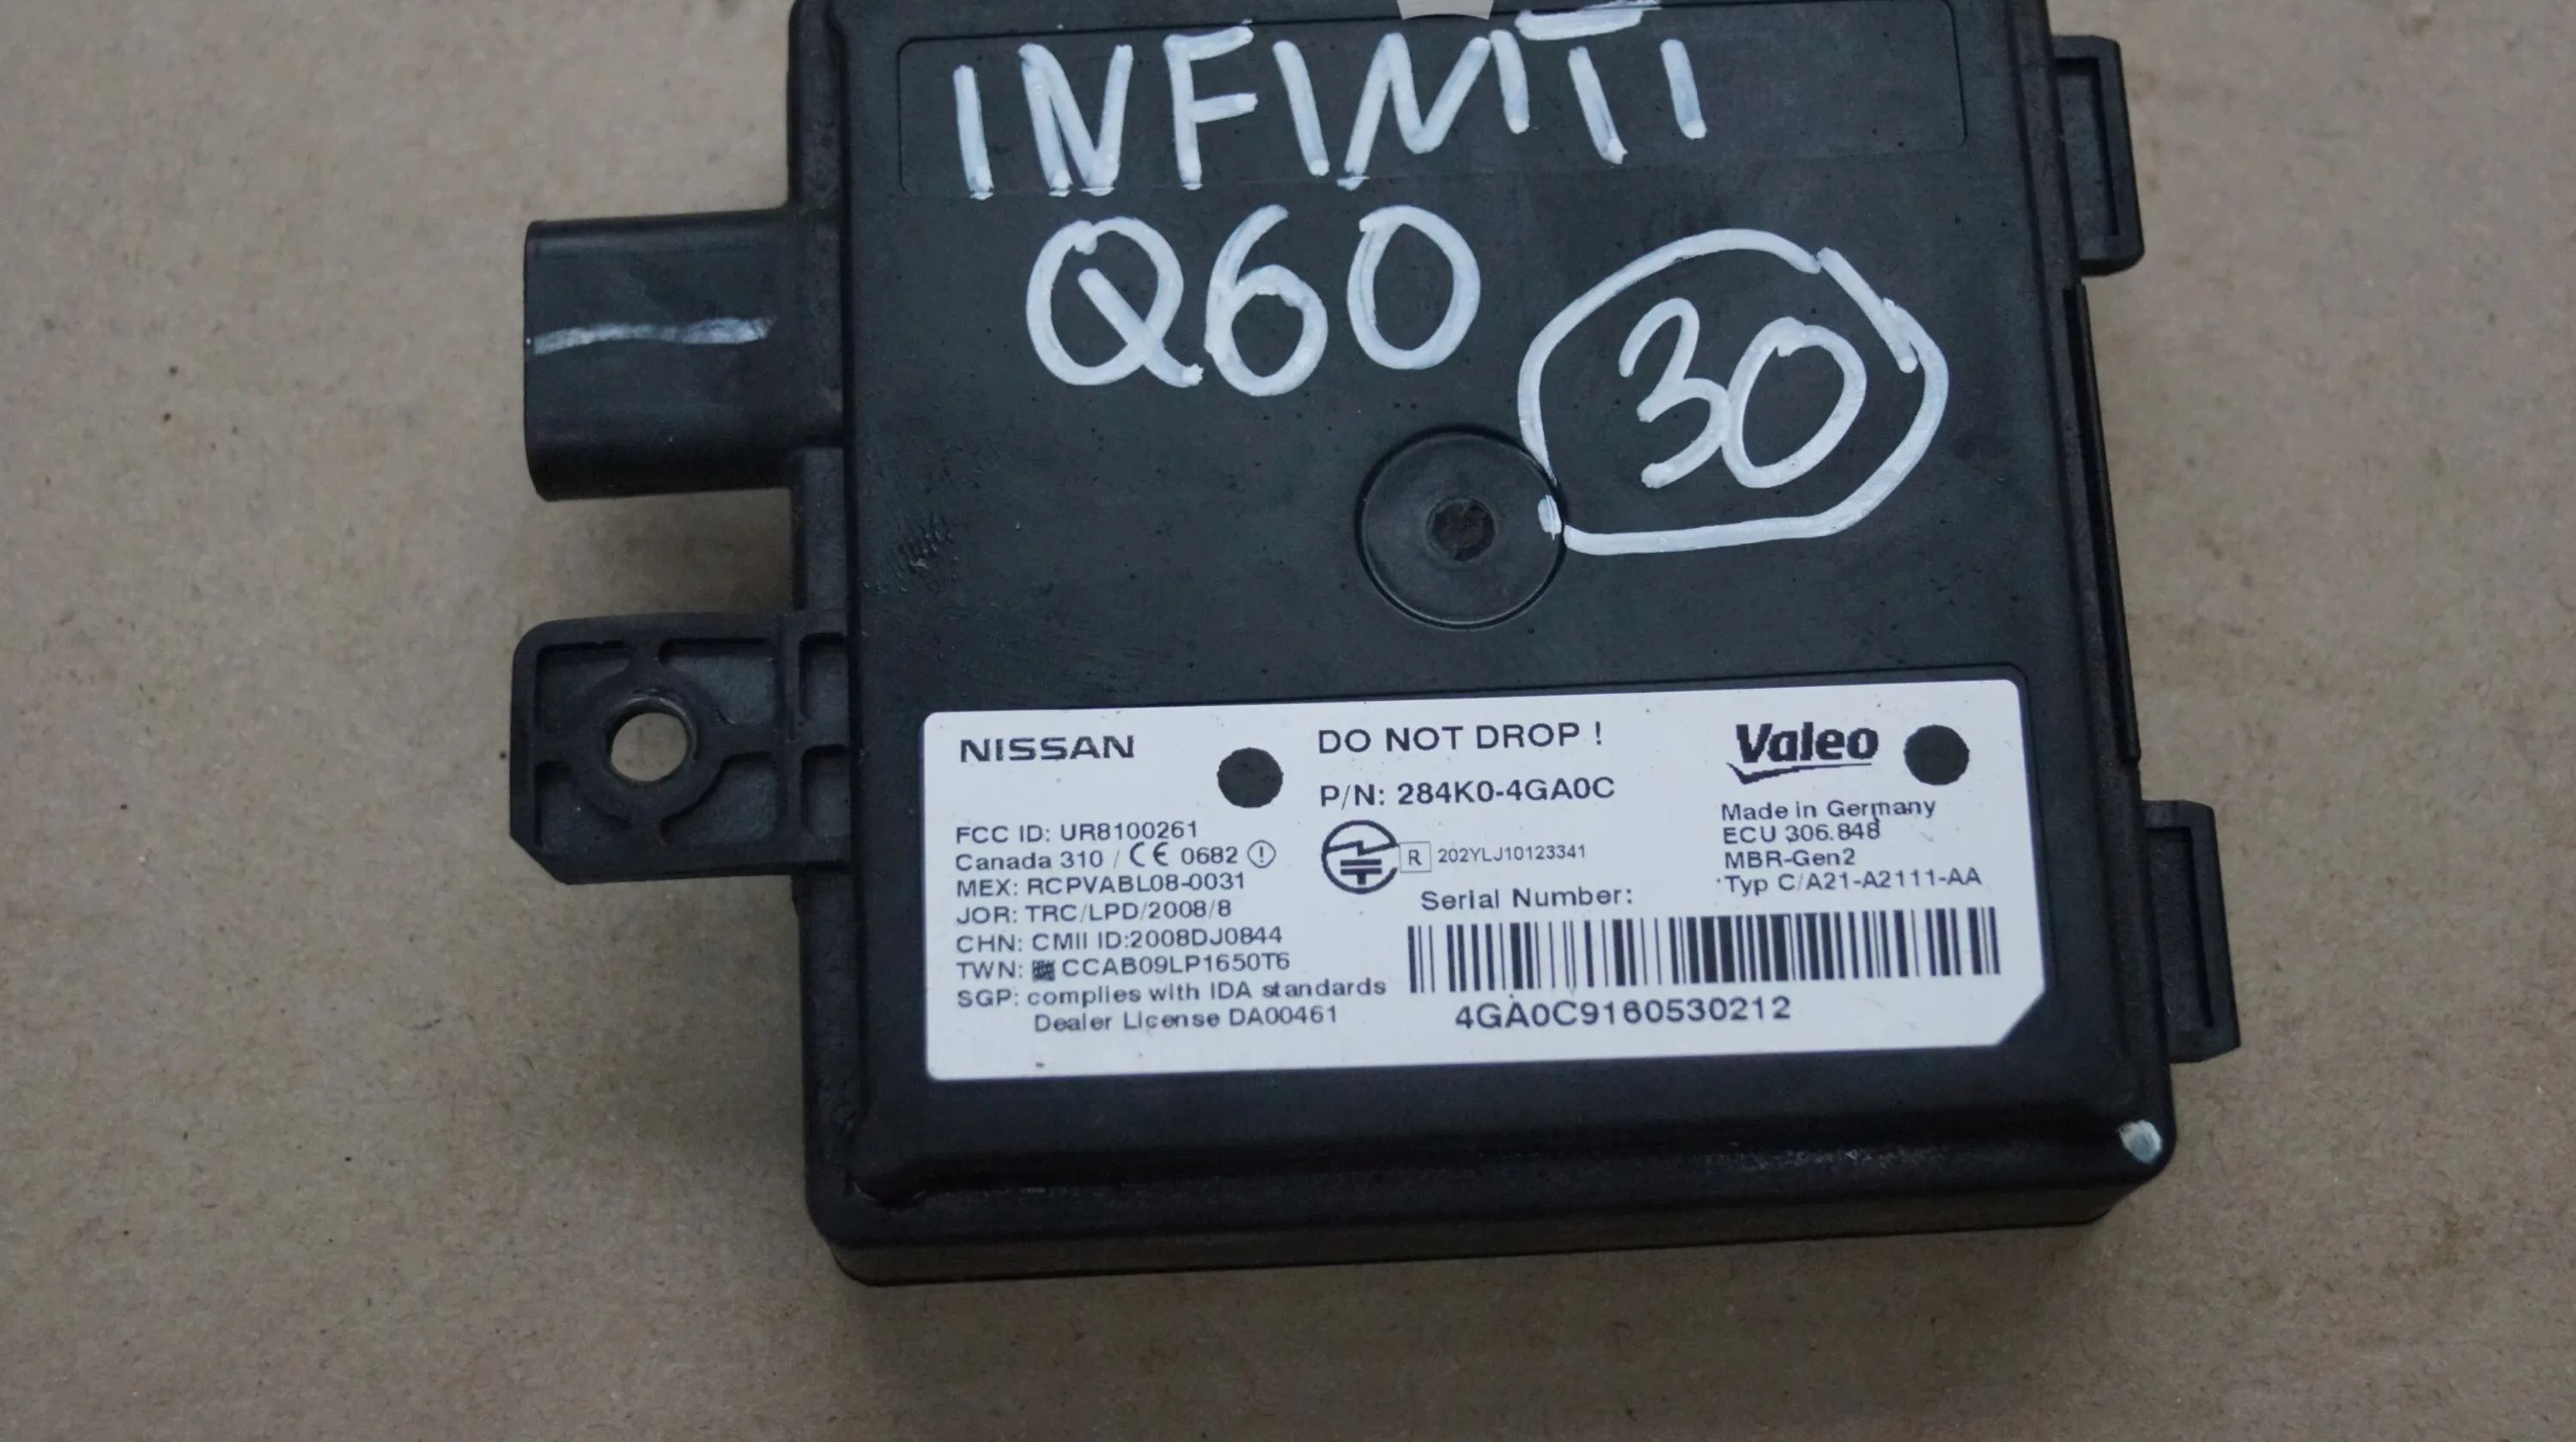 INFINITI
Q60
30
NISSAN
DO NOT DROP !
Valeo
P/N: 284K0-4GA0C
FCC ID: UR8100261
Canada 310 / CE 0682
MEX: RCPVABL08-0031
JOR: TRC/LPD/2008/8
CHN: CMII ID:2008DJ0844
TWN: CCAB09LP1650T6
SGP: complies with IDA standards
Dealer License DA00461
R 202YLJ10123341
Made in Germany
ECU 306.848
MBR-Gen2
Typ C/A21-A2111-AA
Serial Number:
4GA0C9160530212